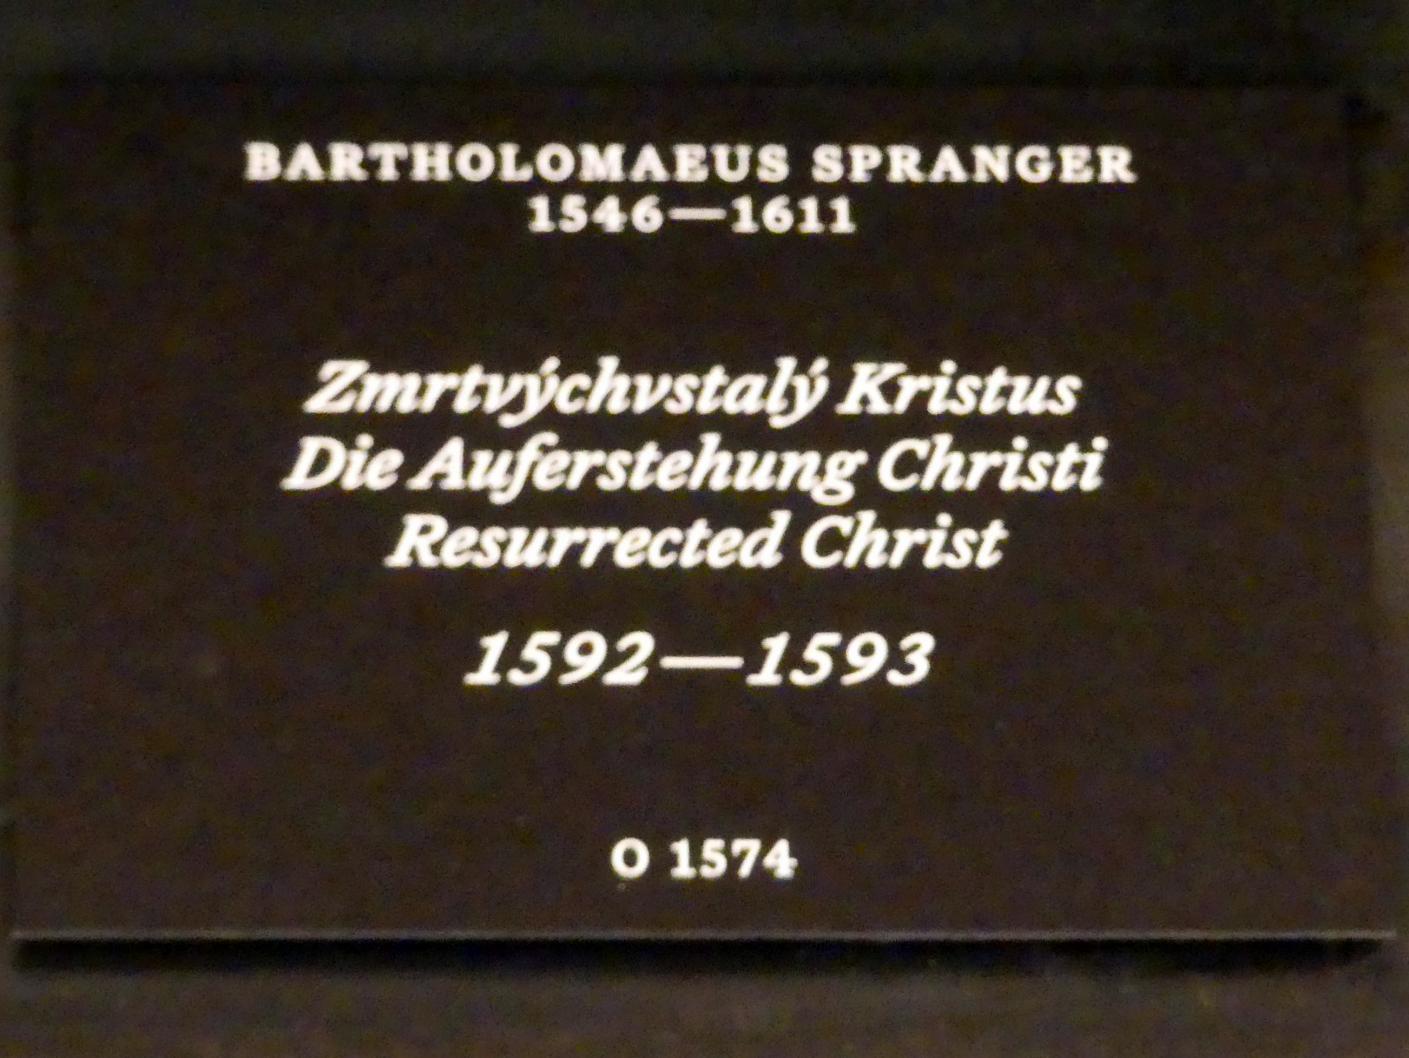 BARTHOLOMAEUS SPRANGER
1546—1611
Zmrtvýchvstalý Kristus
Die Auferstehung Christi
Resurrected Christ
1592—1593
O 1574